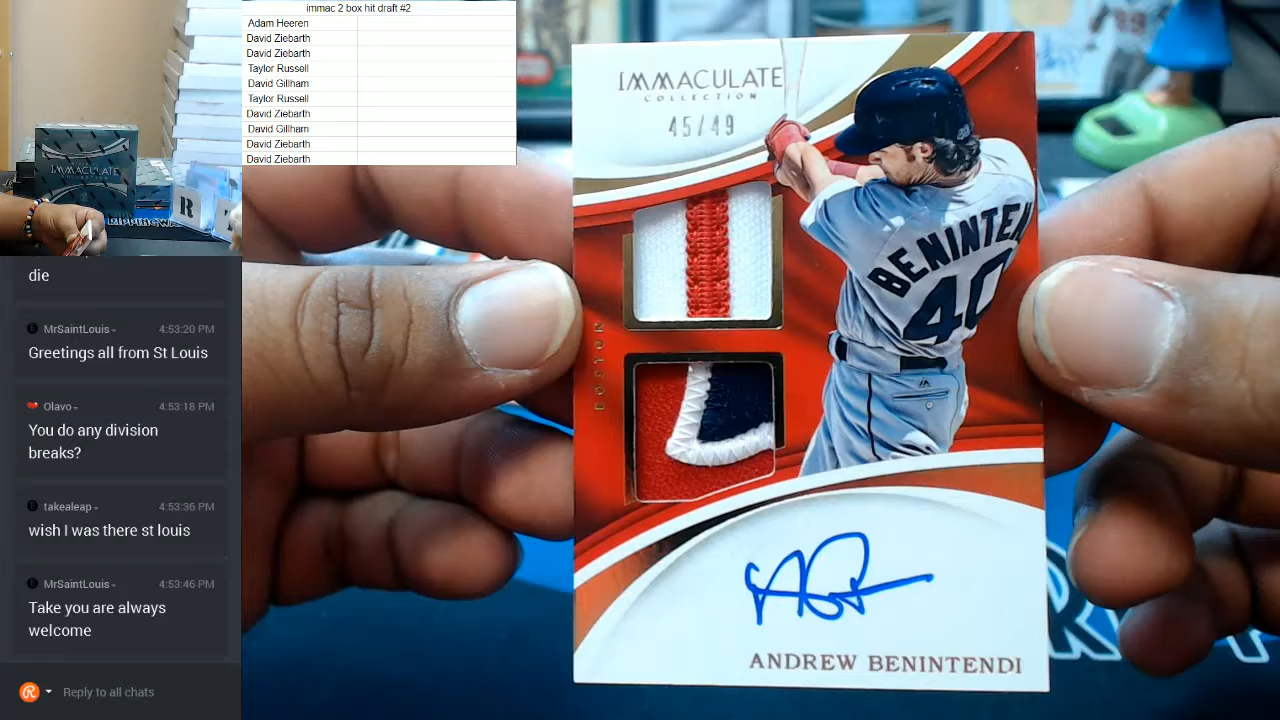 immac 2 box hit draft #2
Adam Heeren
David Ziebarth
David Ziebarth
Taylor Russell
David Gillham
Taylor Russell
David Ziebarth
David Gillham
David Ziebarth
David Ziebarth
IMMACULATE
COLLECTION
45/49
BENINTEN
40
BOSTON
ANDREW BENINTENDI
IMMACULATE
R
die
MrSaintLouis
4:53:20 PM
Greetings all from St Louis
Olavo
4:53:18 PM
You do any division
breaks?
takealeap
4:53:36 PM
wish I was there st louis
MrSaintLouis
4:53:46 PM
Take you are always
welcome
Reply to all chats